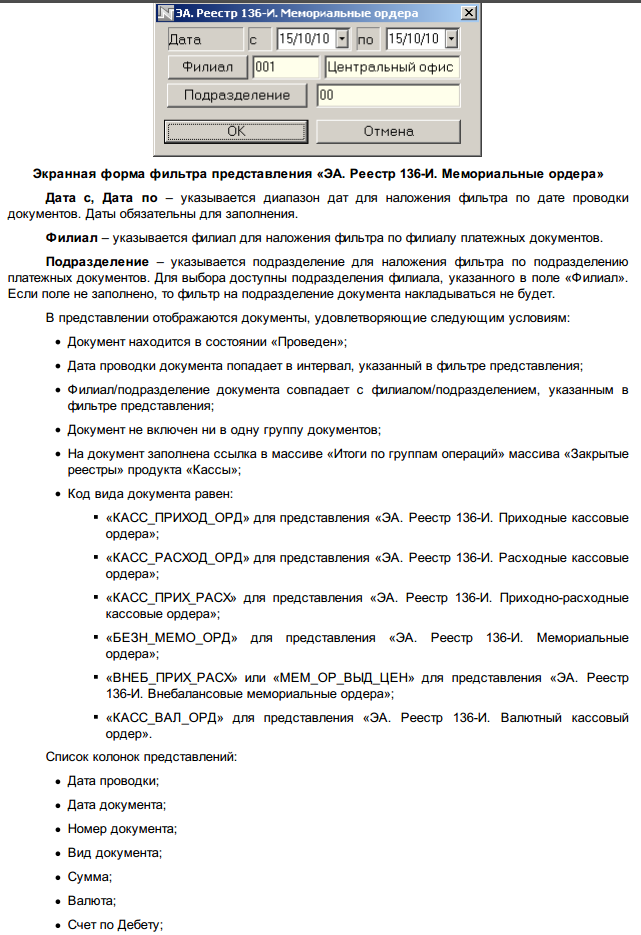 ЭА. Реестр 136-И. Мемориальные ордера
Дата с 15/10/10 по 15/10/10
Филиал 001 Центральный офис
Подразделение 00
OK Отмена
Экранная форма фильтра представления «ЭА. Реестр 136-И. Мемориальные ордера»
Дата с, Дата по – указывается диапазон дат для наложения фильтра по дате проводки
документов. Даты обязательны для заполнения.
Филиал – указывается филиал для наложения фильтра по филиалу платежных документов.
Подразделение – указывается подразделение для наложения фильтра по подразделению
платежных документов. Для выбора доступны подразделения филиала, указанного в поле «Филиал».
Если поле не заполнено, то фильтр на подразделение документа накладываться не будет.
В представлении отображаются документы, удовлетворяющие следующим условиям:
• Документ находится в состоянии «Проведен»;
• Дата проводки документа попадает в интервал, указанный в фильтре представления;
• Филиал/подразделение документа совпадает с филиалом/подразделением, указанным в
фильтре представления;
• Документ не включен ни в одну группу документов;
• На документ заполнена ссылка в массиве «Итоги по группам операций» массива «Закрытые
реестры» продукта «Кассы»;
• Код вида документа равен:
▪ «КАСС_ПРИХОД_ОРД» для представления «ЭА. Реестр 136-И. Приходные кассовые
ордера»;
▪ «КАСС_РАСХОД_ОРД» для представления «ЭА. Реестр 136-И. Расходные кассовые
ордера»;
▪ «КАСС_ПРИХ_РАСХ» для представления «ЭА. Реестр 136-И. Приходно-расходные
кассовые ордера»;
▪ «БЕЗН_МЕМО_ОРД» для представления «ЭА. Реестр 136-И. Мемориальные
ордера»;
▪ «ВНЕБ_ПРИХ_РАСХ» или «МЕМ_ОР_ВЫД_ЦЕН» для представления «ЭА. Реестр
136-И. Внебалансовые мемориальные ордера»;
▪ «КАСС_ВАЛ_ОРД» для представления «ЭА. Реестр 136-И. Валютный кассовый
ордер».
Список колонок представлений:
• Дата проводки;
• Дата документа;
• Номер документа;
• Вид документа;
• Сумма;
• Валюта;
• Счет по Дебету;